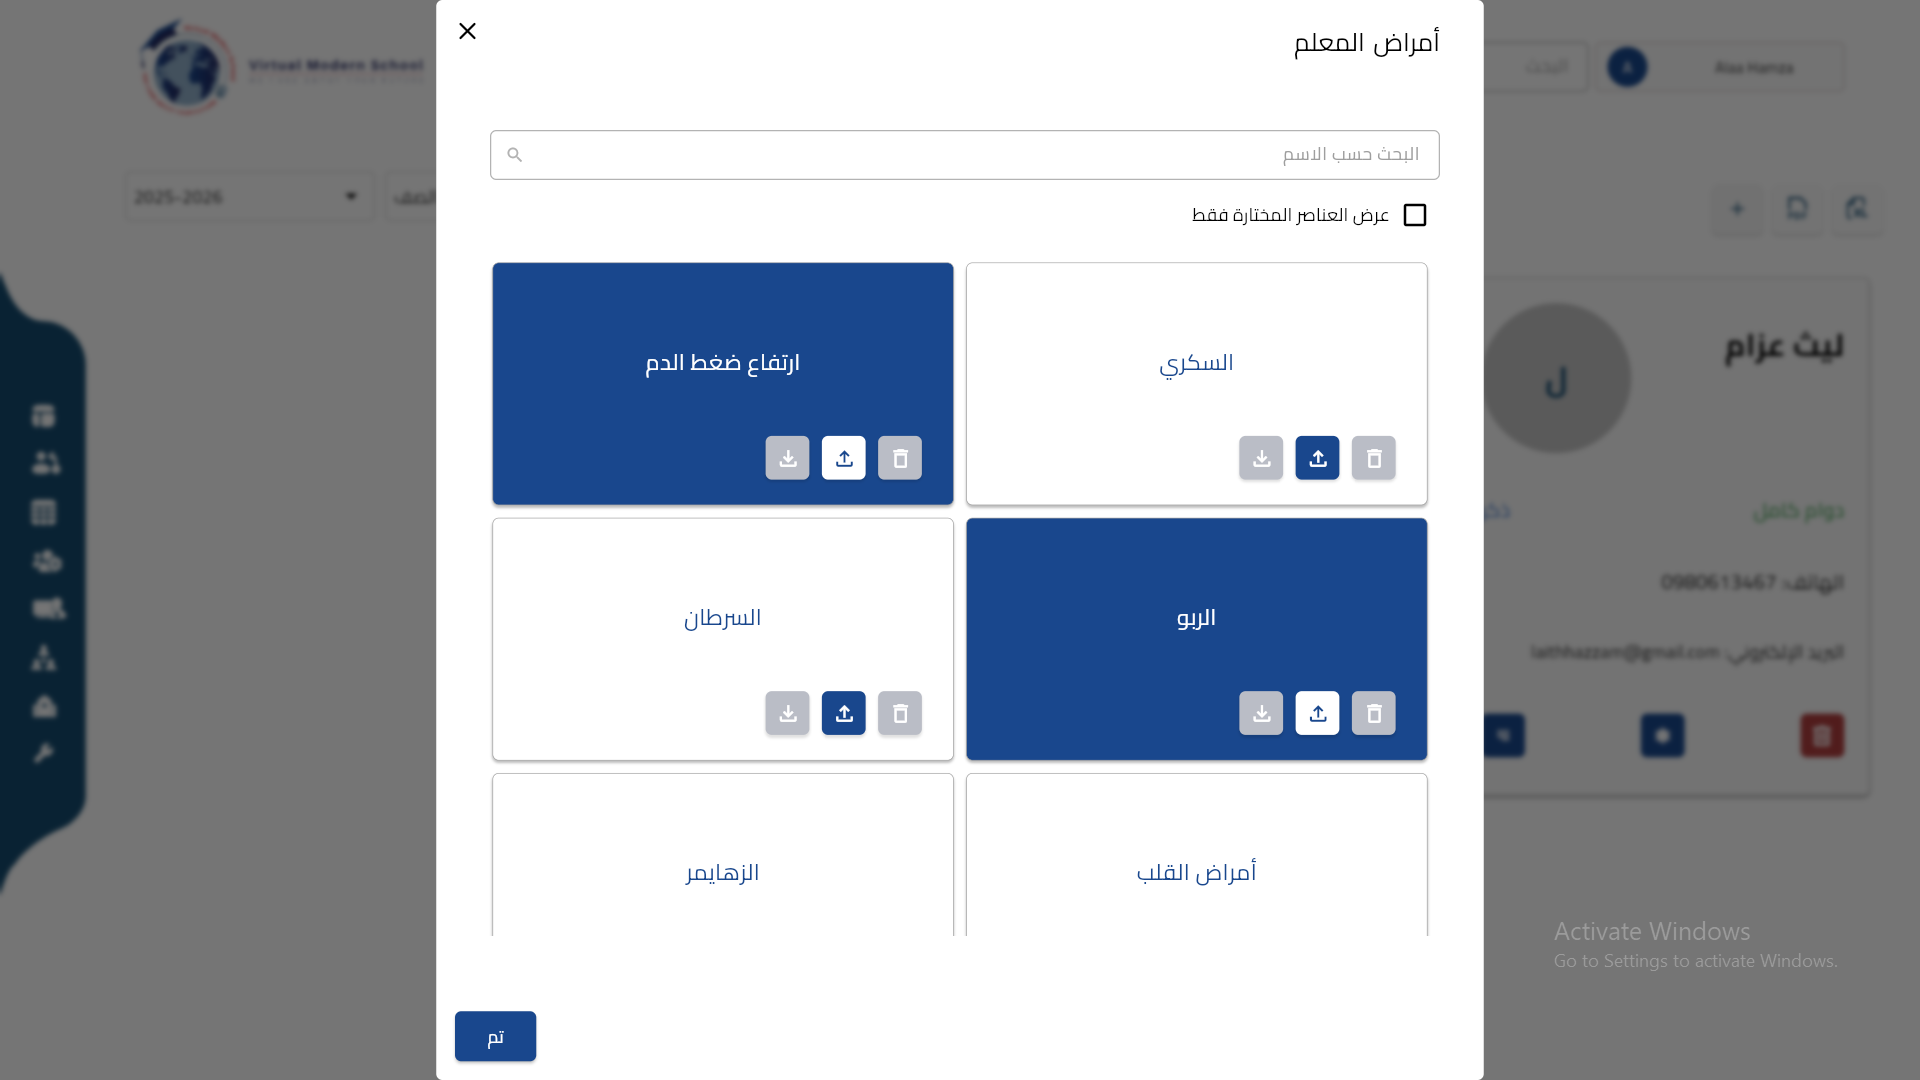 أمراض المعلم
البحث حسب الاسم
عرض العناصر المختارة فقط
السكري
ارتفاع ضغط الدم
الربو
السرطان
أمراض القلب
الزهايمر
تم
Virtual Modern School
Alaa Hamza
A
البحث
2025-2026
الصف
ليث عزام
ل
دوام كامل
الهاتف: 0980613467
البريد الإلكتروني: laithhazzam@gmail.com
Activate Windows
Go to Settings to activate Windows.